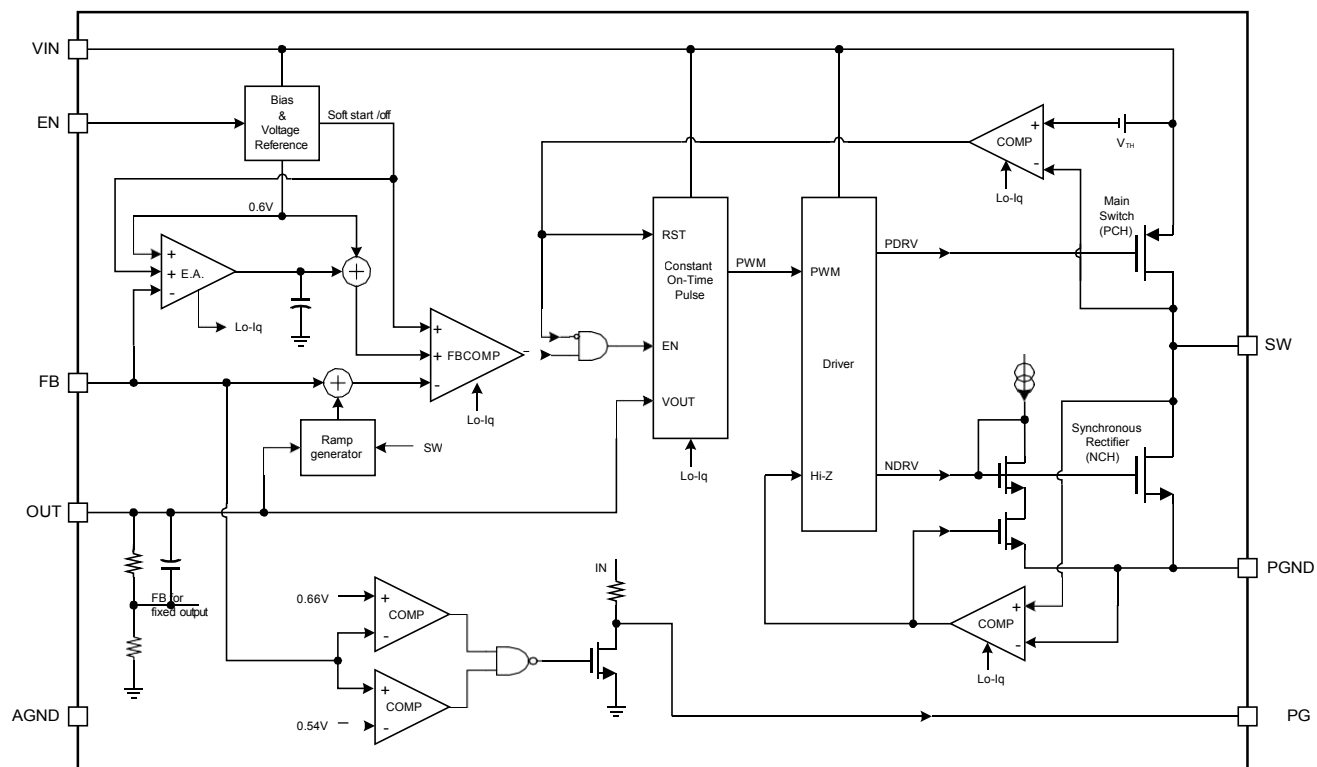 VIN
EN
Bias
&
Voltage
Reference
Soft start /off
0.6V
+
+ E.A.
-
Lo-Iq
+
+
+ FBCOMP
-
Lo-Iq
FB
+
Ramp
generator
SW
OUT
FB for
fixed output
AGND
0.66V
+
COMP
-
+
COMP
-
0.54V
IN
RST
Constant
On-Time
Pulse
EN
VOUT
Lo-Iq
PWM
PWM
Driver
Hi-Z
PDRV
NDRV
+
COMP
-
Lo-Iq
VTH
Main
Switch
(PCH)
Synchronous
Rectifier
(NCH)
+
COMP
-
Lo-Iq
SW
PGND
PG